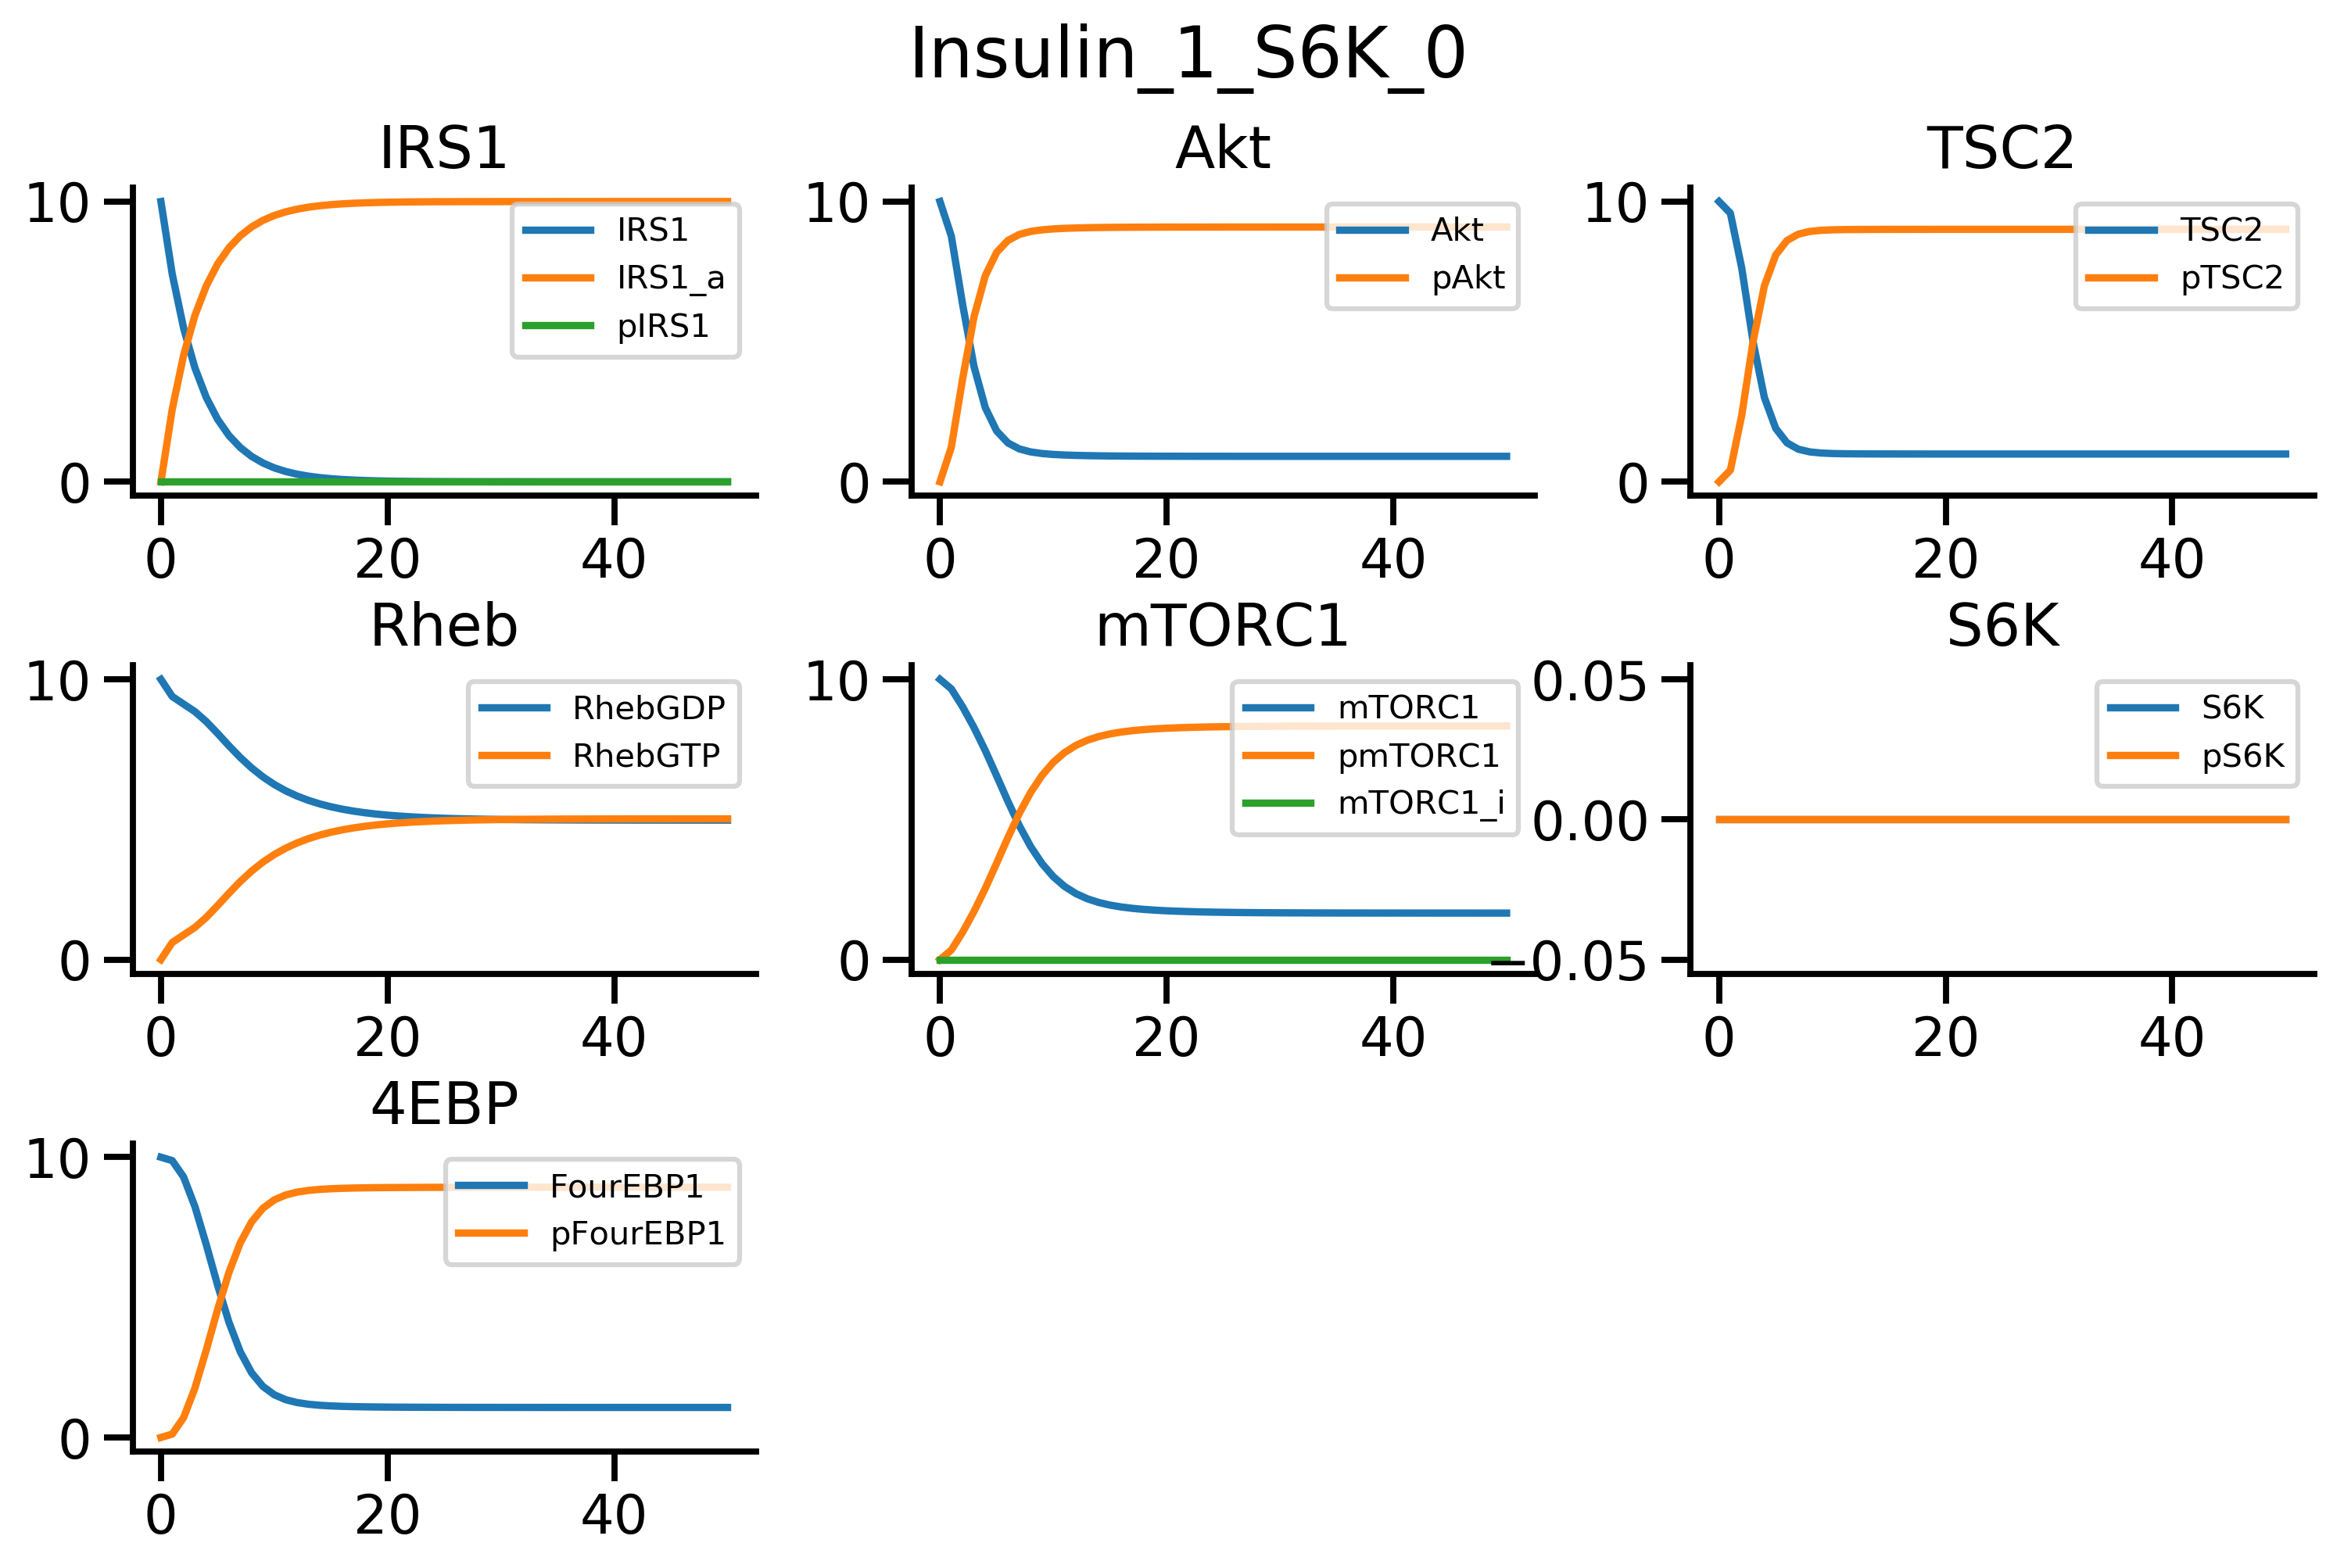 Insulin_1_S6K_0
IRS1
10
0
0 20 40
IRS1
IRS1_a
pIRS1
Akt
10
0
0 20 40
Akt
pAkt
TSC2
10
0
0 20 40
TSC2
pTSC2
Rheb
10
0
0 20 40
RhebGDP
RhebGTP
mTORC1
10
0
0 20 40
mTORC1
pmTORC1
mTORC1_i
S6K
0.05
0.00
−0.05
0 20 40
S6K
pS6K
4EBP
10
0
0 20 40
FourEBP1
pFourEBP1